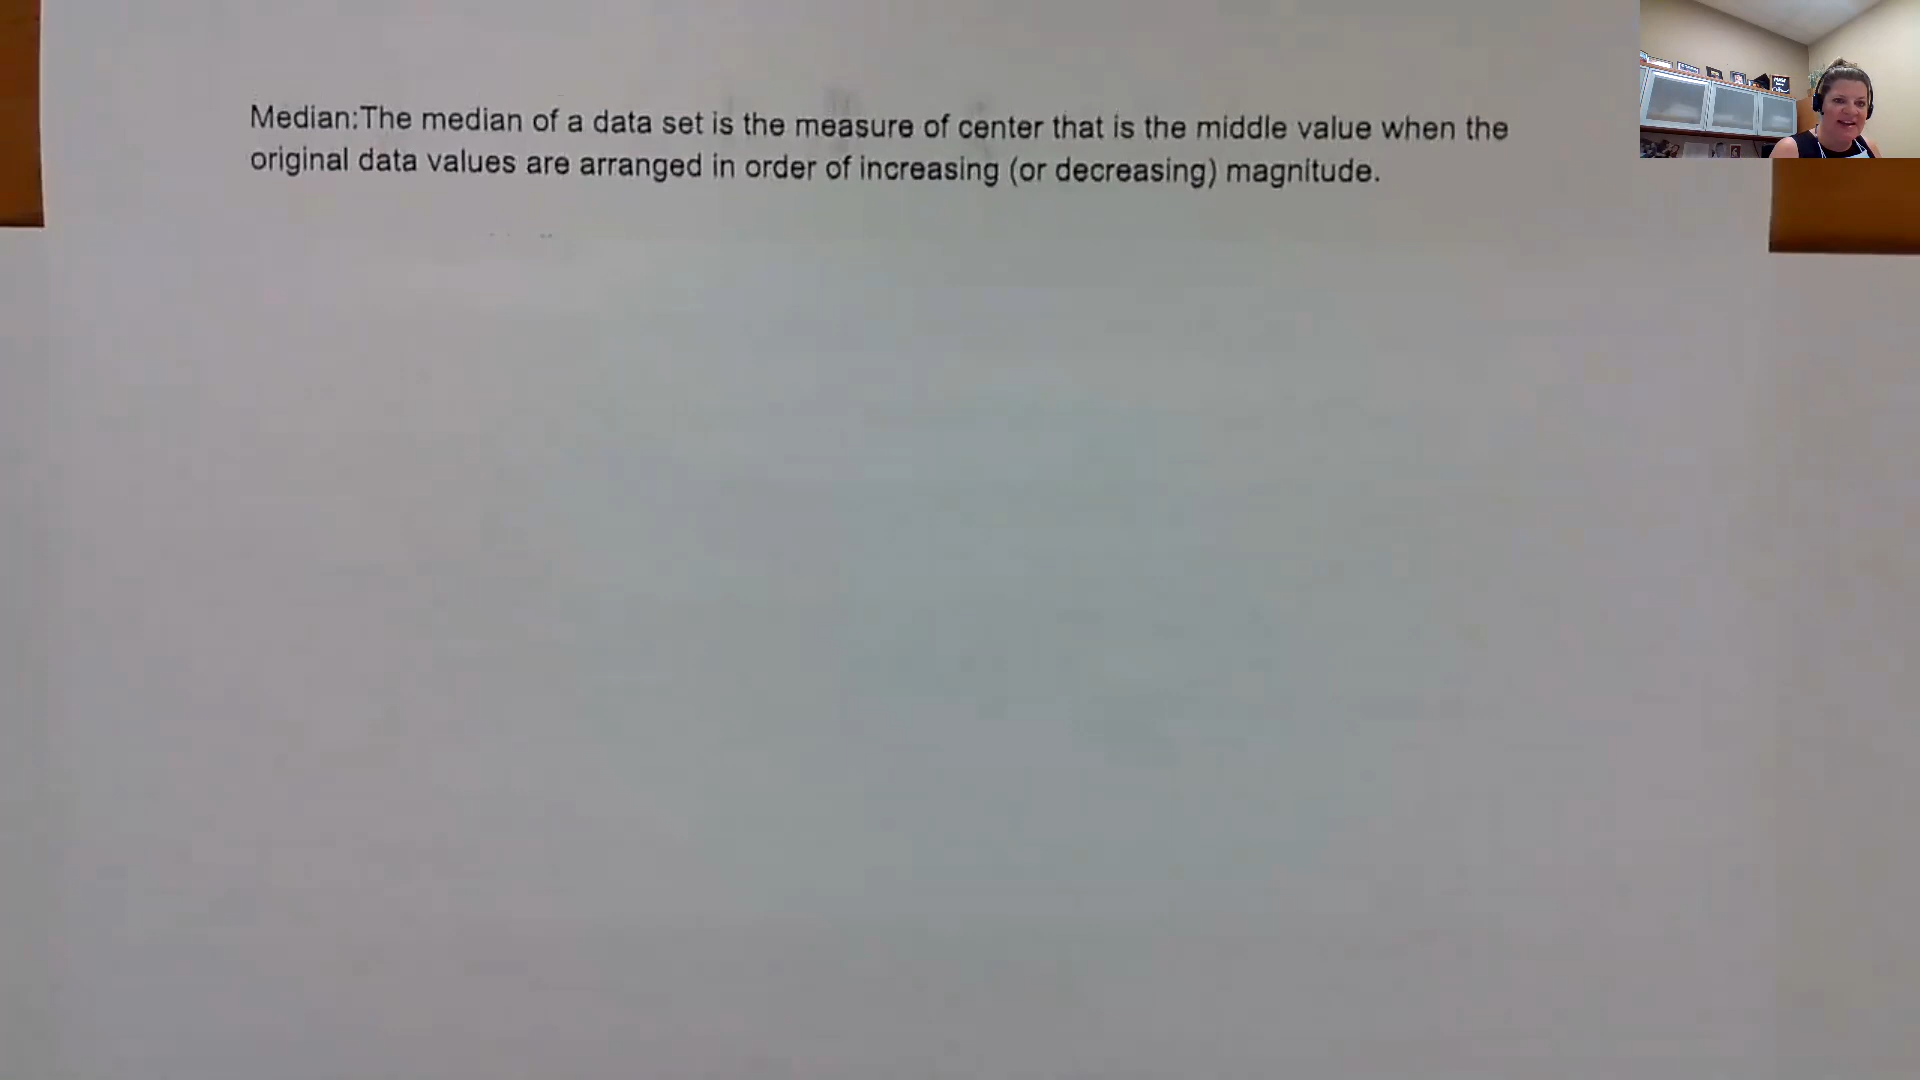 Median:The median of a data set is the measure of center that is the middle value when the
original data values are arranged in order of increasing (or decreasing) magnitude.